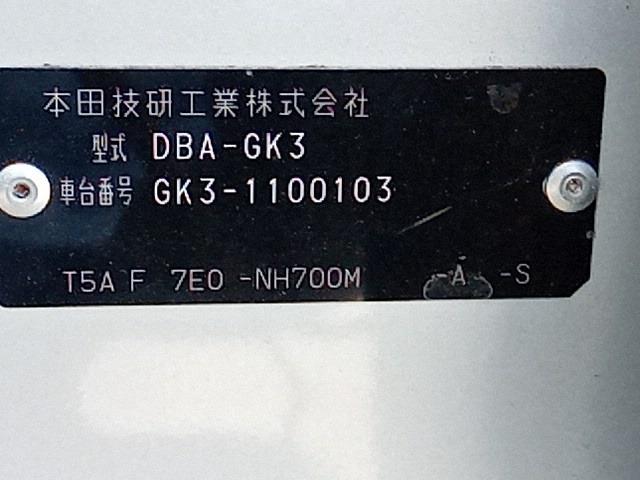 本田技研工業株式会社
型式 DBA-GK3
車台番号 GK3-1100103
T5A F 7E0 -NH700M -A -S